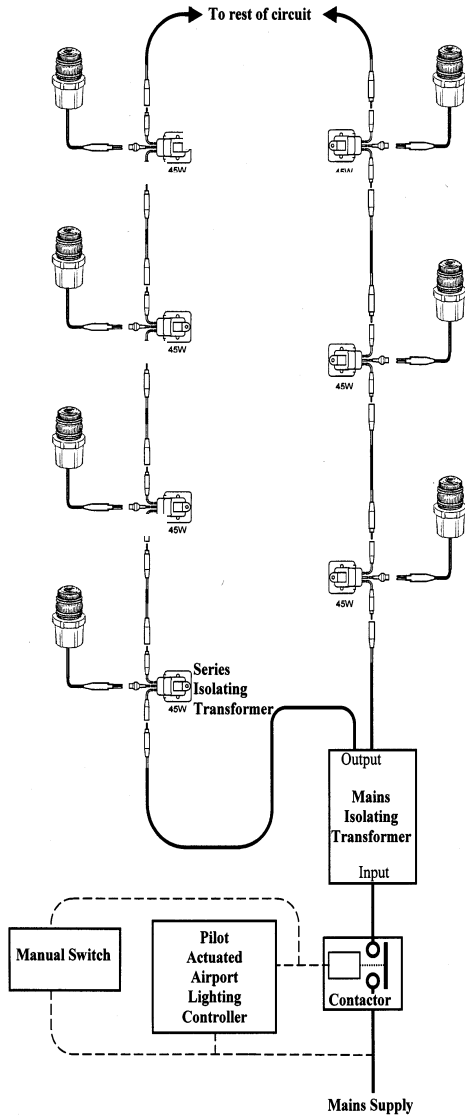 To rest of circuit
45W
45W
45W
45W
45W
45W
Series
Isolating
Transformer
45W
Output
Mains
Isolating
Transformer
Input
Manual Switch
Pilot
Actuated
Airport
Lighting
Controller
Contactor
Mains Supply